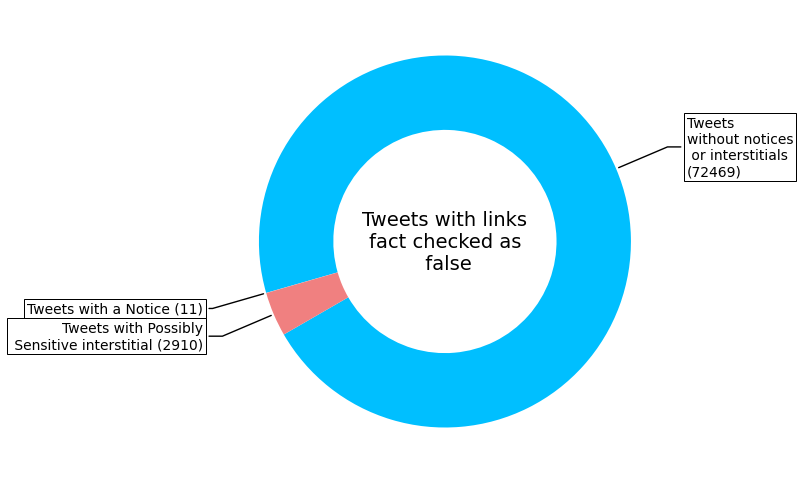 Tweets
without notices
or interstitials
(72469)
Tweets with links
fact checked as
false
Tweets with a Notice (11)
Tweets with Possibly
Sensitive interstitial (2910)